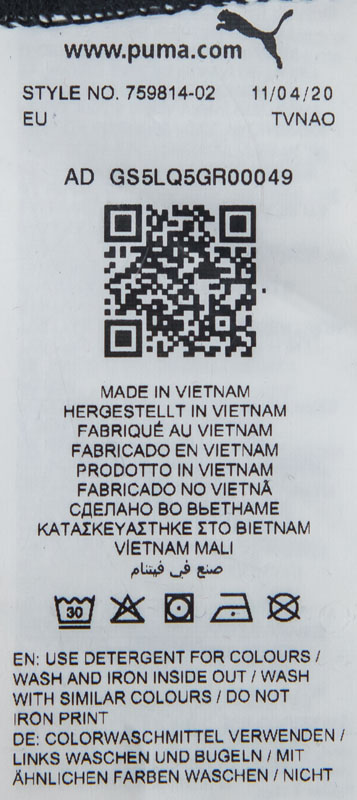 www.puma.com
STYLE NO. 759814-02 11/04/20
EU TVNAO
AD GS5LQ5GR00049
MADE IN VIETNAM
HERGESTELLT IN VIETNAM
FABRIQUÉ AU VIETNAM
FABRICADO EN VIETNAM
PRODOTTO IN VIETNAM
FABRICADO NO VIETNÃ
СДЕЛАНО ВО ВЬЕТНАМЕ
ΚΑΤΑΣΚΕΥΑΣΤΗΚΕ ΣΤΟ ΒΙΕΤΝΑΜ
VİETNAM MALI
صنع في فيتنام
30
EN: USE DETERGENT FOR COLOURS /
WASH AND IRON INSIDE OUT / WASH
WITH SIMILAR COLOURS / DO NOT
IRON PRINT
DE: COLORWASCHMITTEL VERWENDEN /
LINKS WASCHEN UND BUGELN / MIT
ÄHNLICHEN FARBEN WASCHEN / NICHT